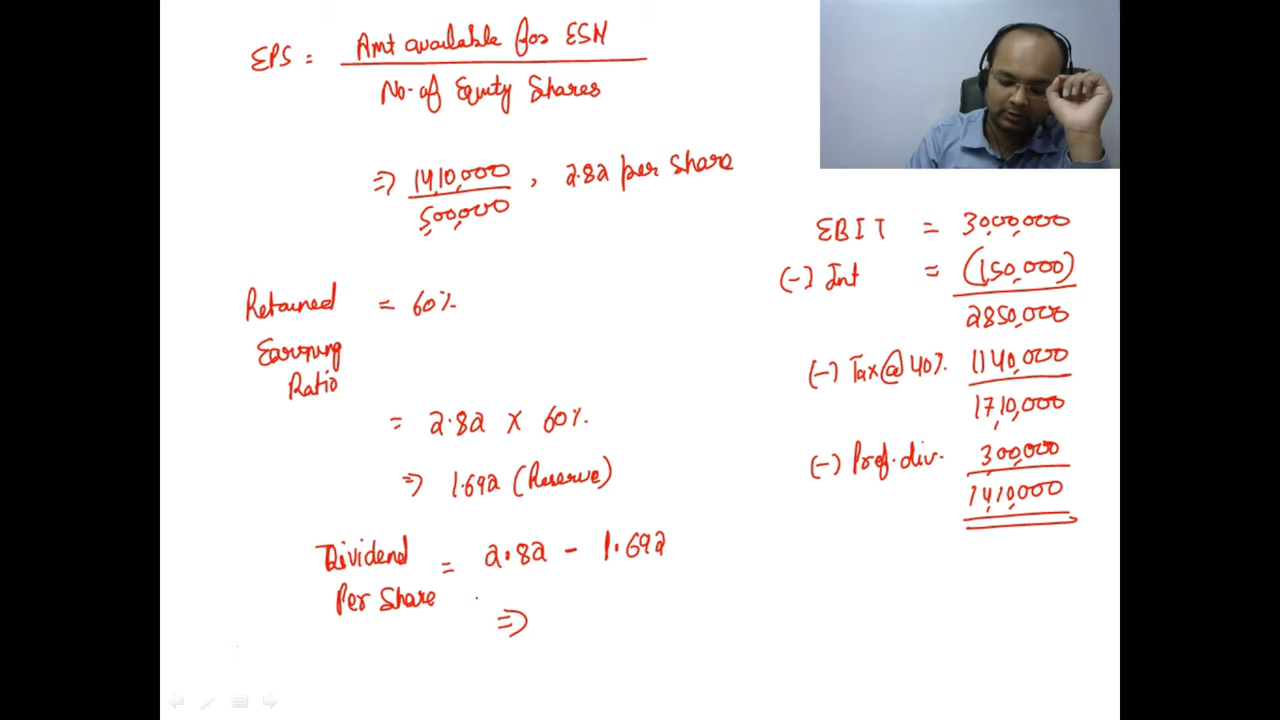 EPS = Amt available for ESH
No. of Equity Shares
=> 1410,000 , 2.82 per share
500,000
EBIT = 3000,000
(-) Int = (150,000)
2850,000
(-) Tax @ 40% 1140,000
1710,000
(-) Pref. div. 300,000
1410000
Retained = 60%
Earning
Ratio
= 2.82 x 60%
=> 1.692 (Reserve)
Dividend = 2.82 - 1.692
Per Share
=>